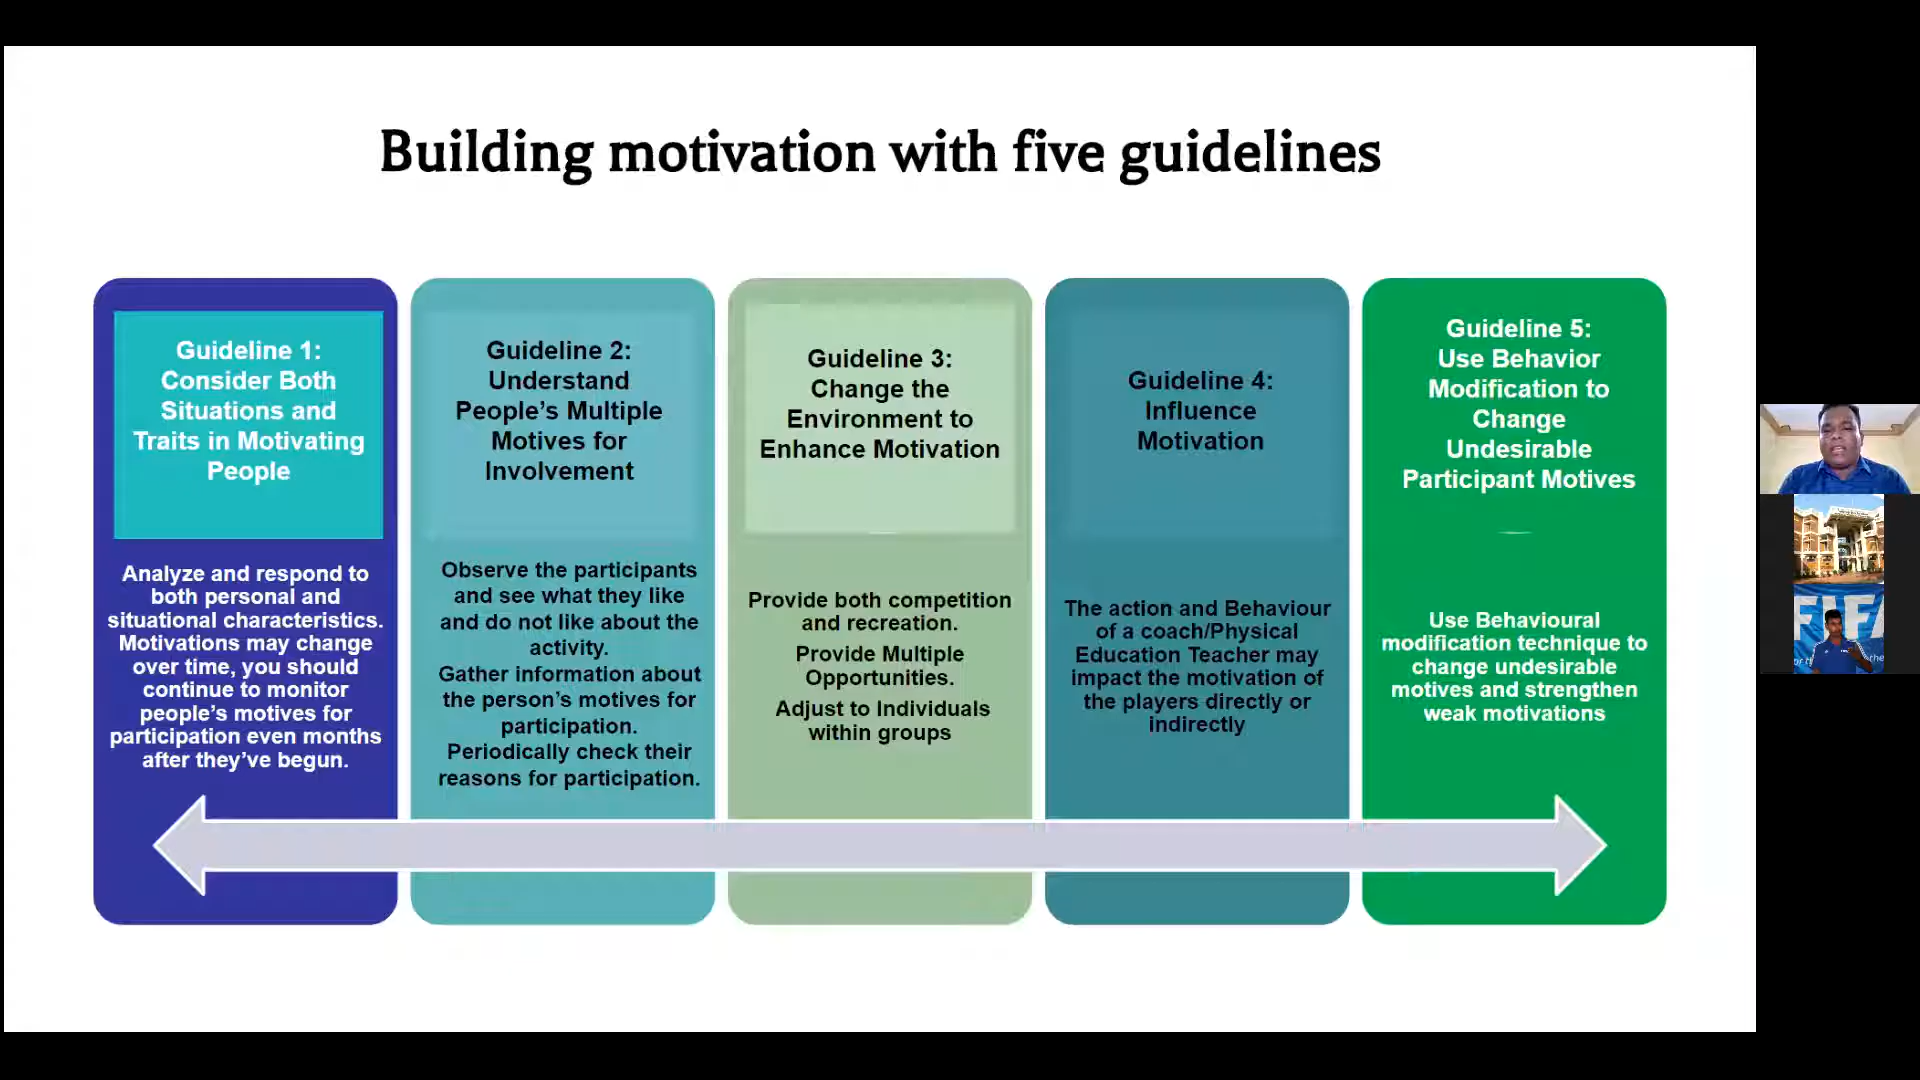 Building motivation with five guidelines
Guideline 1:
Consider Both
Situations and
Traits in Motivating
People
Analyze and respond to
both personal and
situational characteristics.
Motivations may change
over time, you should
continue to monitor
people’s motives for
participation even months
after they’ve begun.
Guideline 2:
Understand
People’s Multiple
Motives for
Involvement
Observe the participants
and see what they like
and do not like about the
activity.
Gather information about
the person’s motives for
participation.
Periodically check their
reasons for participation.
Guideline 3:
Change the
Environment to
Enhance Motivation
Provide both competition
and recreation.
Provide Multiple
Opportunities.
Adjust to Individuals
within groups
Guideline 4:
Influence
Motivation
The action and Behaviour
of a coach/Physical
Education Teacher may
impact the motivation of
the players directly or
indirectly
Guideline 5:
Use Behavior
Modification to
Change
Undesirable
Participant Motives
Use Behavioural
modification technique to
change undesirable
motives and strengthen
weak motivations
FIFA